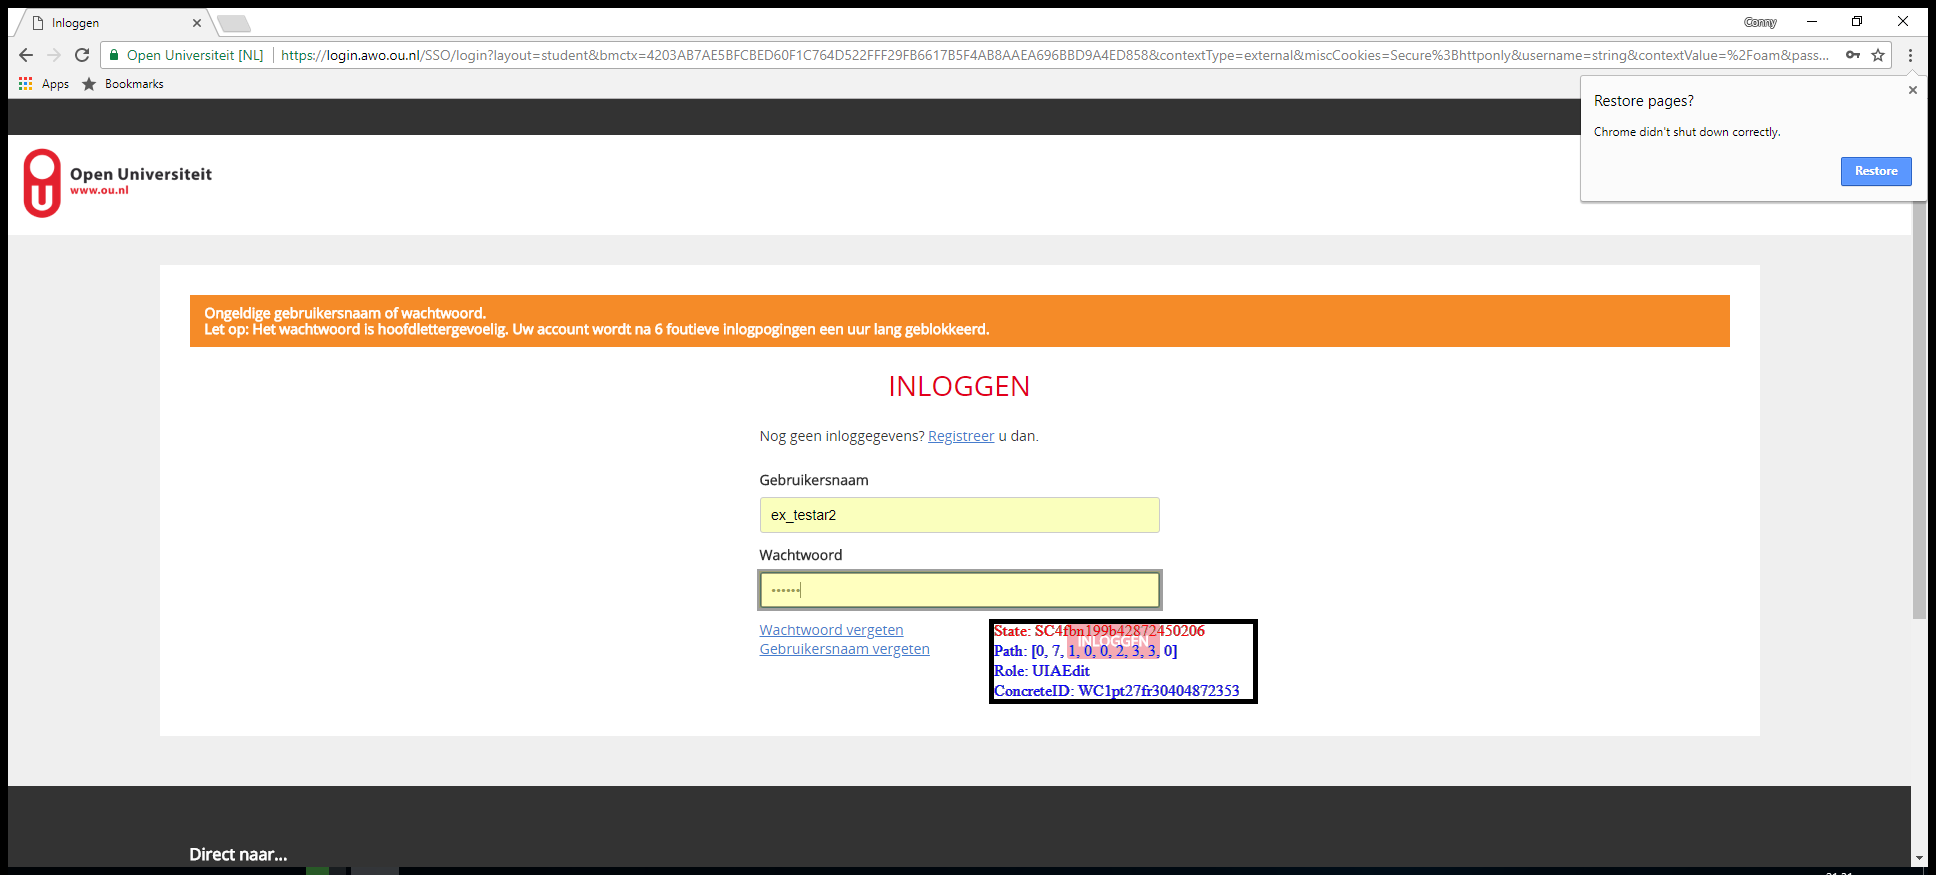 Inloggen
Conny
Open Universiteit [NL]
https://login.awo.ou.nl/SSO/login?layout=student&bmctx=4203AB7AE5BFCBED60F1C764D522FFF29FB6617B5F4AB8AAEA696BBD9A4ED858&contextType=external&miscCookies=Secure%3Bhttponly&username=string&contextValue=%2Foam&pass...
Apps
Bookmarks
Restore pages?
Chrome didn't shut down correctly.
Restore
Open Universiteit
www.ou.nl
Ongeldige gebruikersnaam of wachtwoord.
Let op: Het wachtwoord is hoofdlettergevoelig. Uw account wordt na 6 foutieve inlogpogingen een uur lang geblokkeerd.
INLOGGEN
Nog geen inloggegevens? Registreer u dan.
Gebruikersnaam
ex_testar2
Wachtwoord
••••••
Wachtwoord vergeten
Gebruikersnaam vergeten
INLOGGEN
State: SC4fbn199b42872450206
Path: [0, 7, 1, 0, 0, 2, 3, 3, 0]
Role: UIAEdit
ConcreteID: WC1pt27fr30404872353
Direct naar...